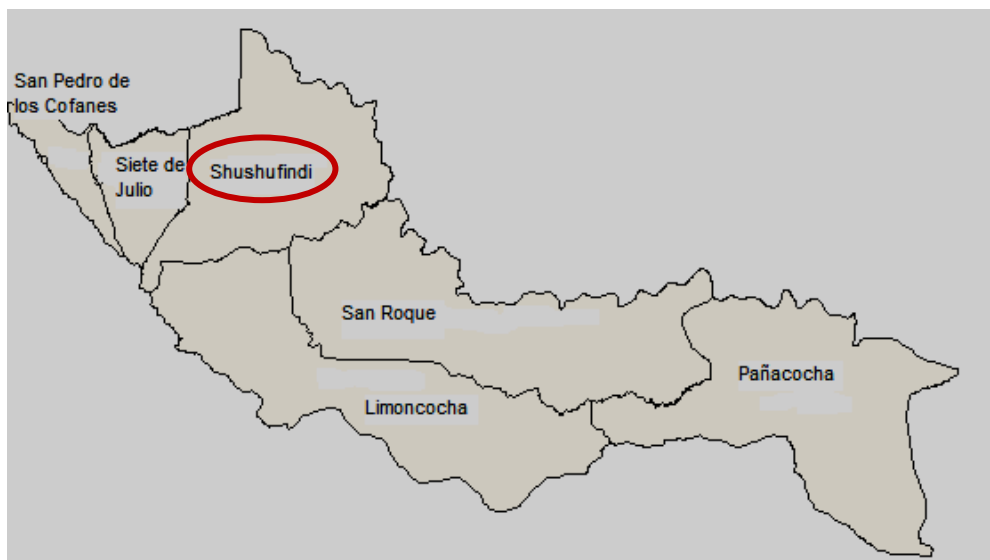 San Pedro de
los Cofanes
Siete de
Julio
Shushufindi
San Roque
Pañacocha
Limoncocha